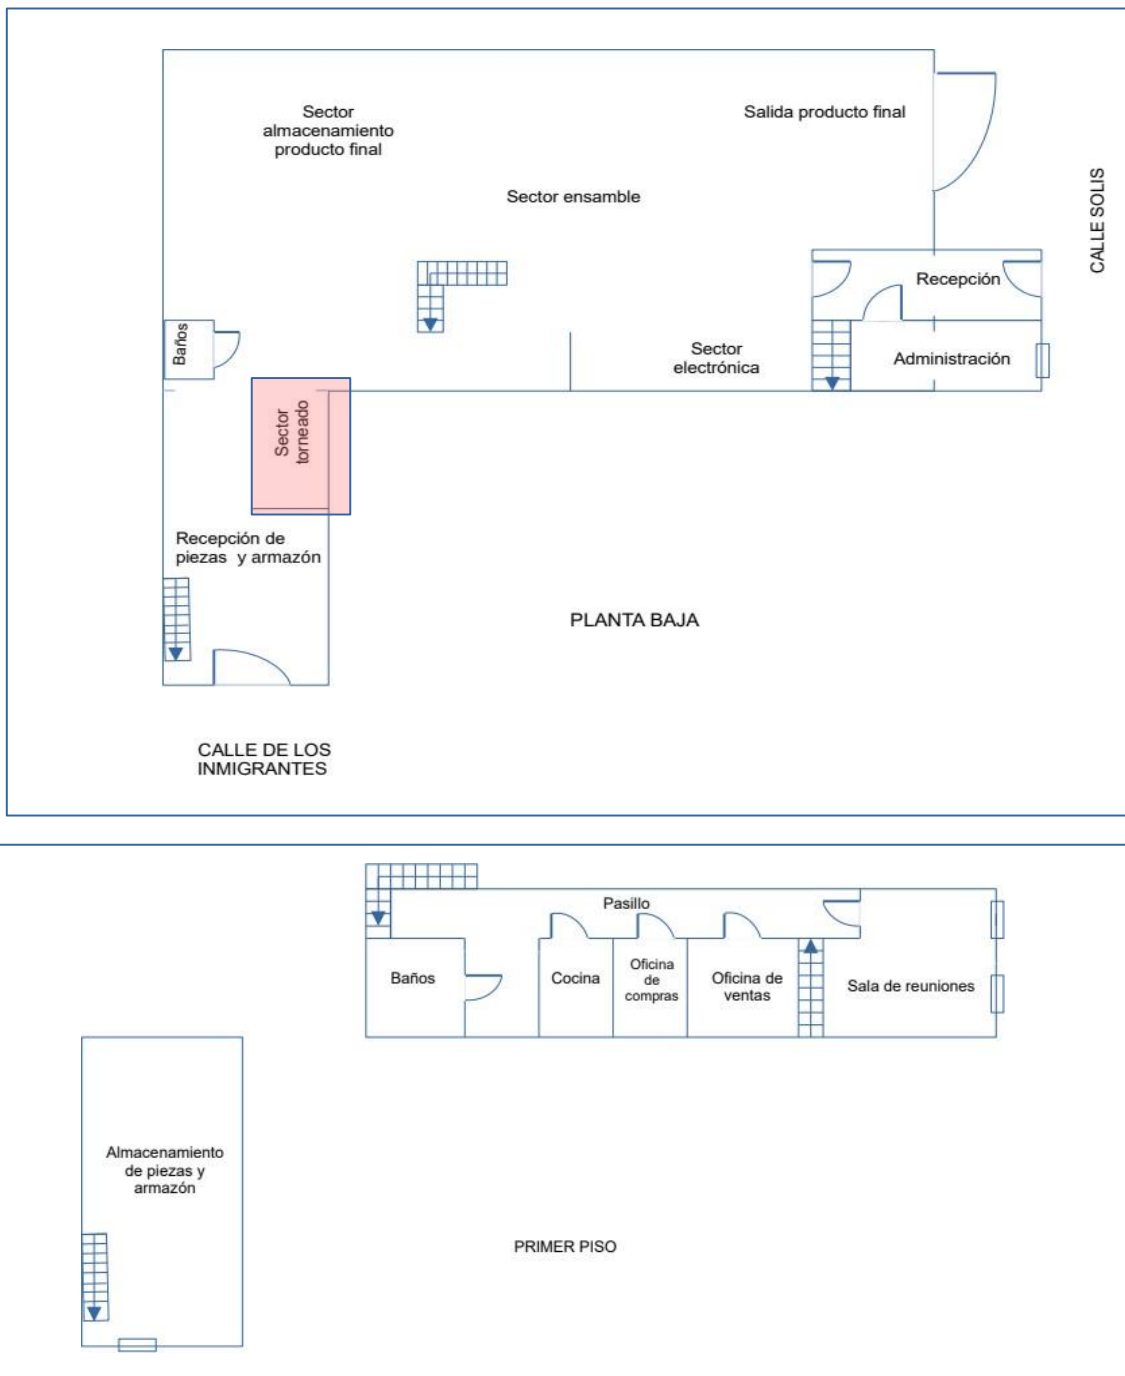 Sector
almacenamiento
producto final
Salida producto final
Sector ensamble
CALLE SOLIS
Recepción
Baños
Sector
electrónica
Administración
Sector
torneado
Recepción de
piezas y armazón
PLANTA BAJA
CALLE DE LOS
INMIGRANTES
Pasillo
Baños
Cocina
Oficina
de
compras
Oficina de
ventas
Sala de reuniones
Almacenamiento
de piezas y
armazón
PRIMER PISO